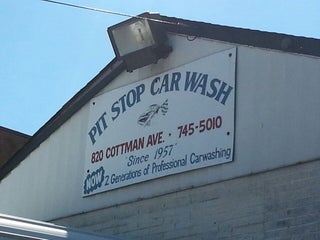 PIT STOP CAR WASH
820 COTTMAN AVE. • 745-5010
"Since 1957"
NOW 2 Generations of Professional Carwashing